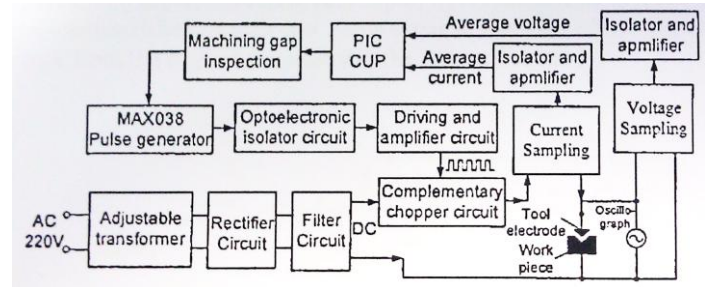 Average voltage
Isolator and
apmlifier
Machining gap
inspection
PIC
CUP
Average
current
Isolator and
apmlifier
MAX038
Pulse generator
Optoelectronic
isolator circuit
Driving and
amplifier circuit
Current
Sampling
Voltage
Sampling
AC
220V
Adjustable
transformer
Rectifier
Circuit
Filter
Circuit
DC
Complementary
chopper circuit
Tool
electrode
Work
piece
Oscillo
graph